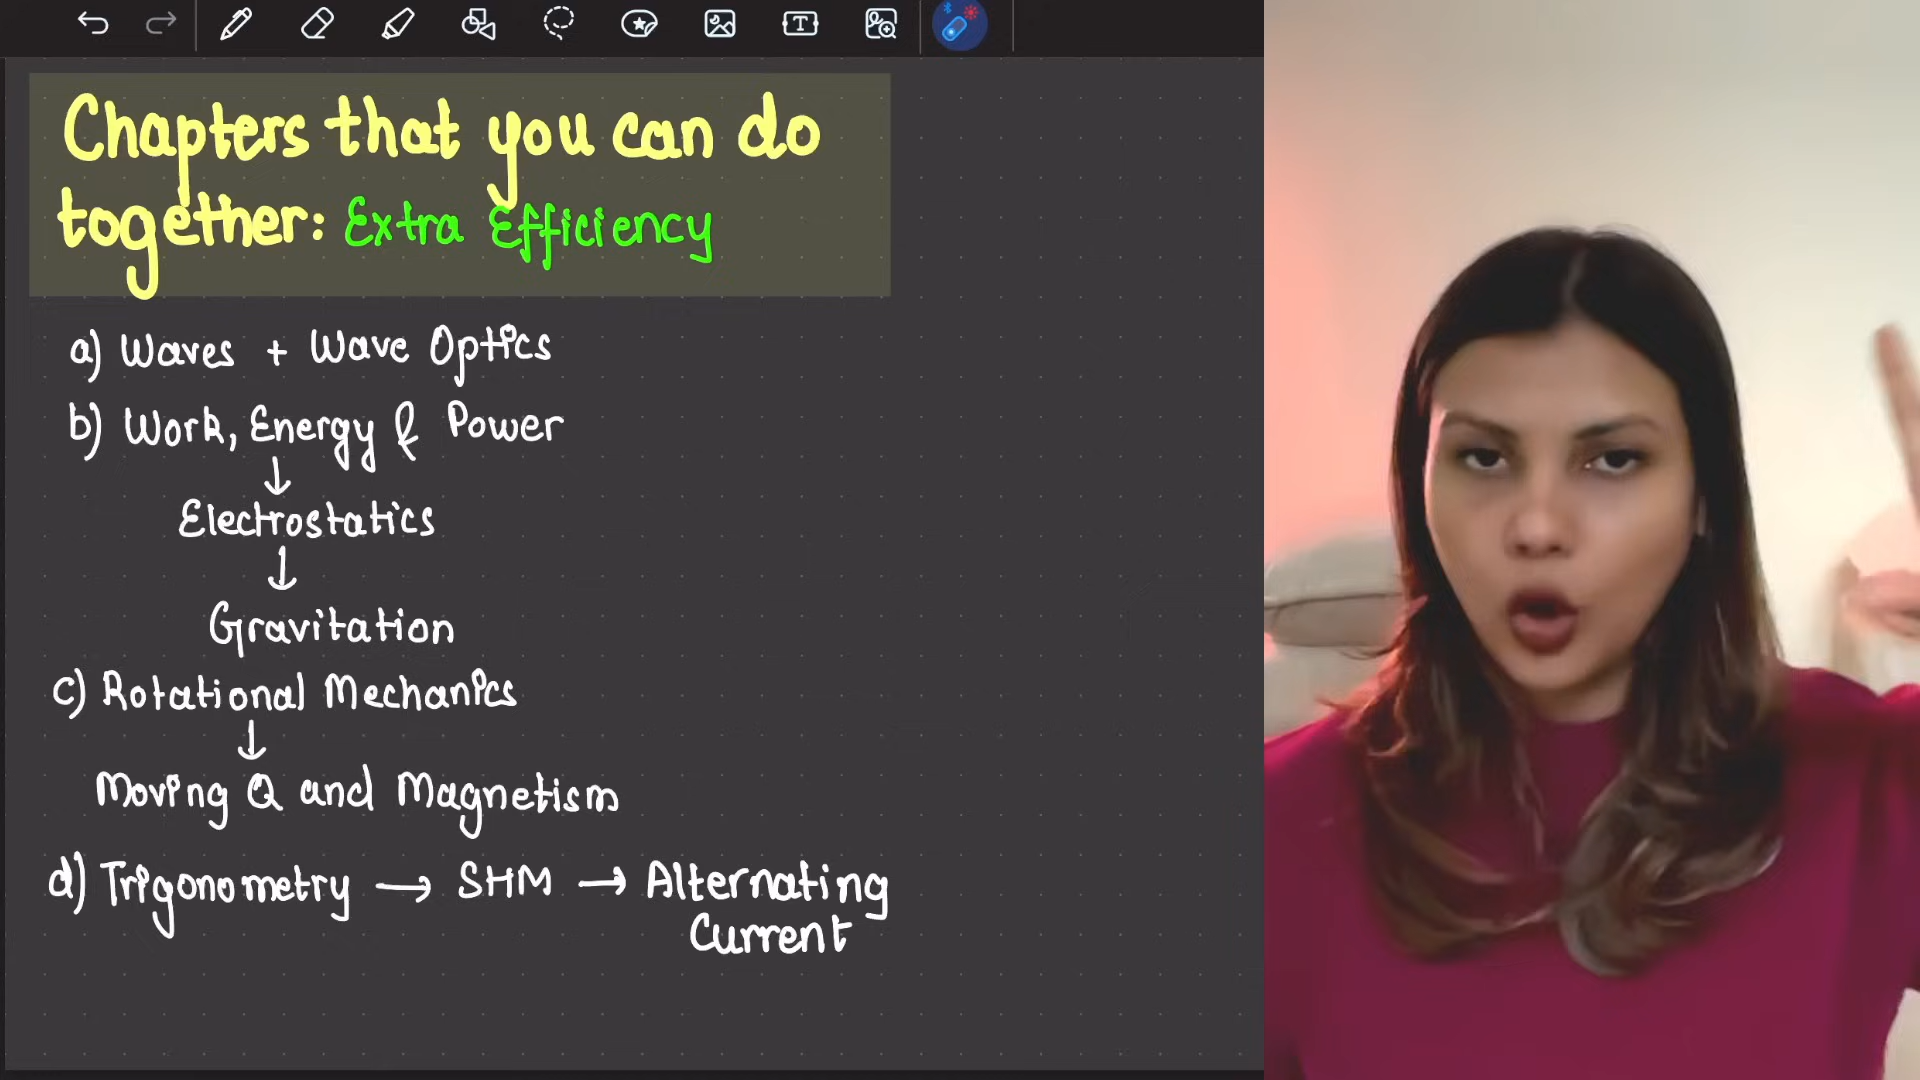 Chapters that you can do
together: Extra Efficiency
a) Waves + Wave Optics
b) Work, Energy & Power
↓
Electrostatics
↓
Gravitation
c) Rotational Mechanics
↓
Moving Q and Magnetism
d) Trigonometry → SHM → Alternating
Current